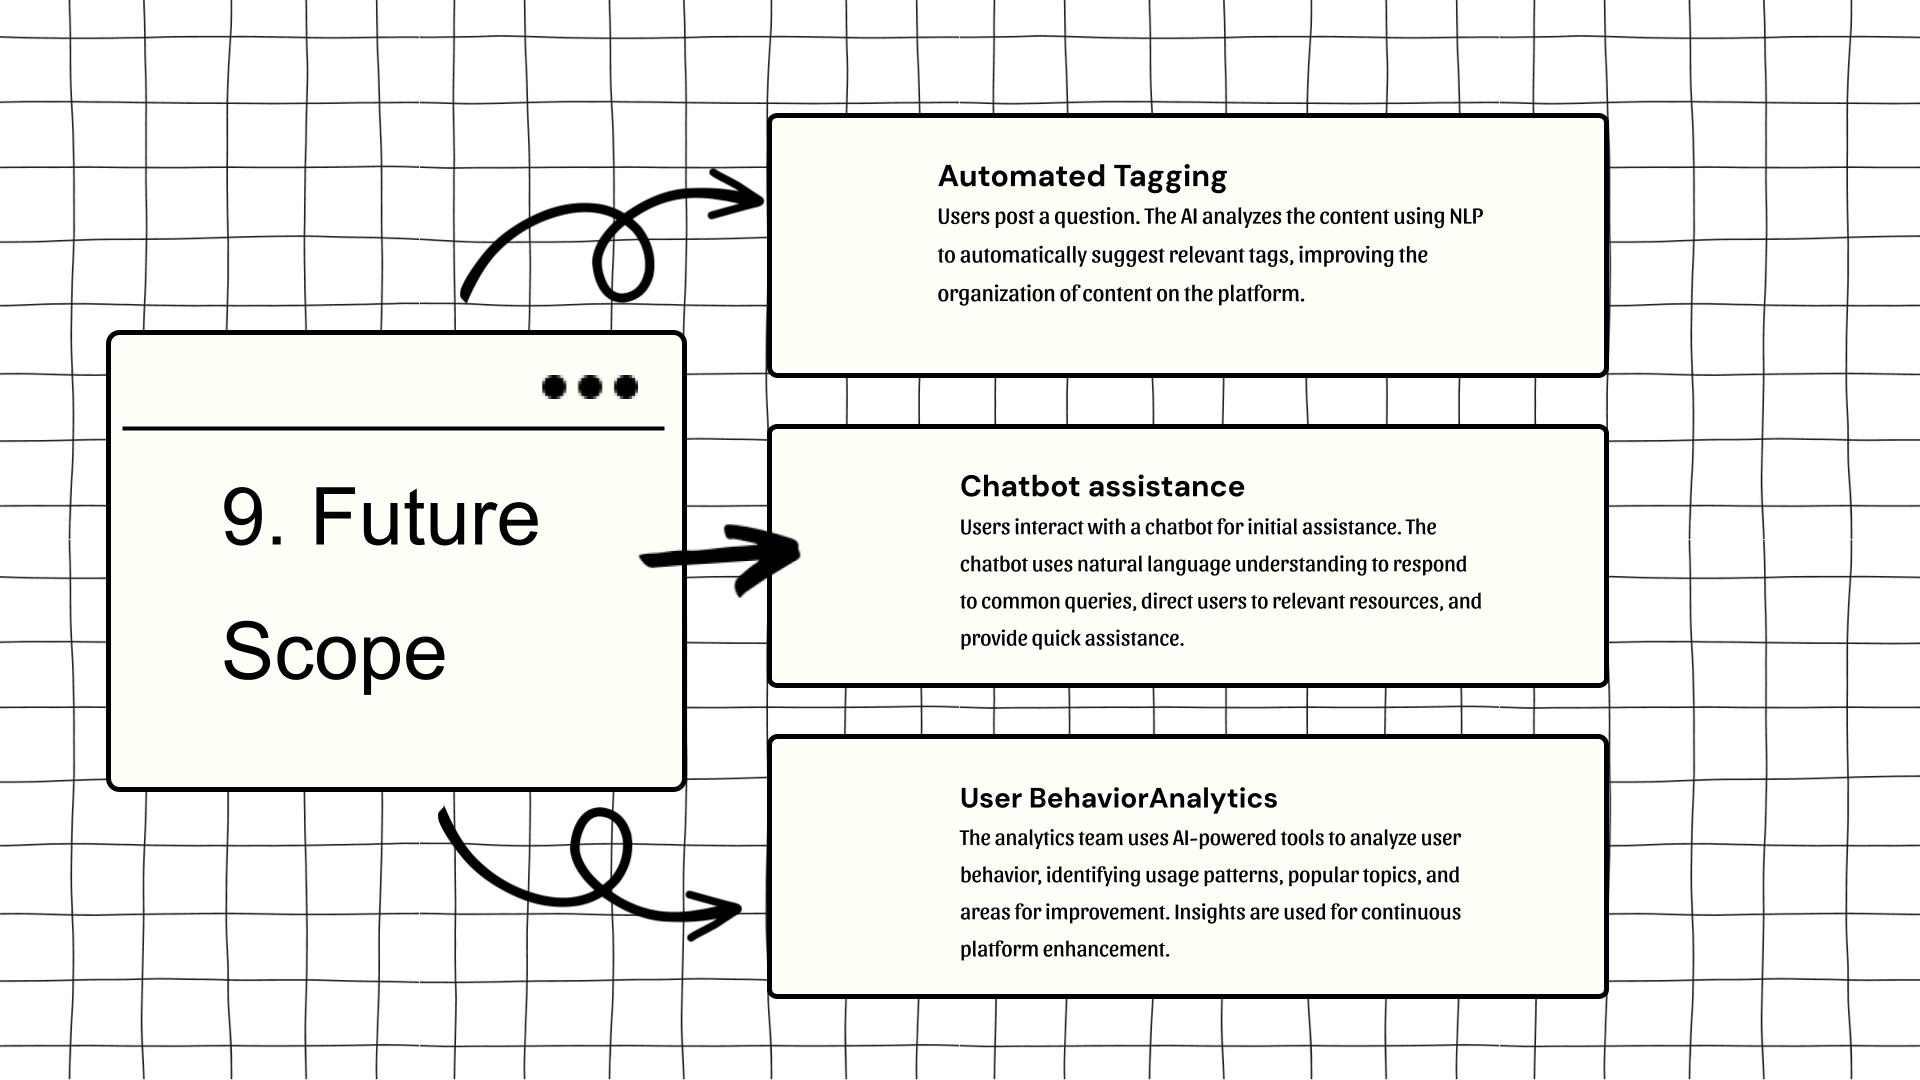 9. Future
Scope
Automated Tagging
Users post a question. The AI analyzes the content using NLP
to automatically suggest relevant tags, improving the
organization of content on the platform.
Chatbot assistance
Users interact with a chatbot for initial assistance. The
chatbot uses natural language understanding to respond
to common queries, direct users to relevant resources, and
provide quick assistance.
User BehaviorAnalytics
The analytics team uses AI-powered tools to analyze user
behavior, identifying usage patterns, popular topics, and
areas for improvement. Insights are used for continuous
platform enhancement.